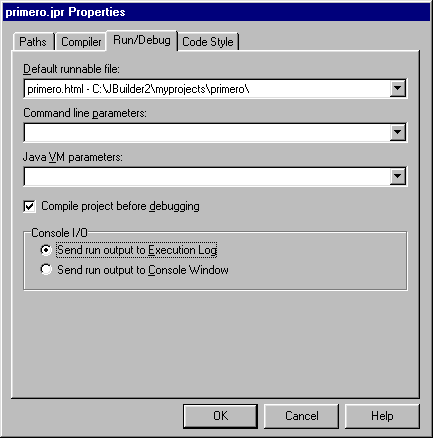 primero.jpr Properties
Paths Compiler Run/Debug Code Style
Default runnable file:
primero.html - C:\JBuilder2\myprojects\primero\
Command line parameters:
Java VM parameters:
Compile project before debugging
Console I/O
Send run output to Execution Log
Send run output to Console Window
OK Cancel Help